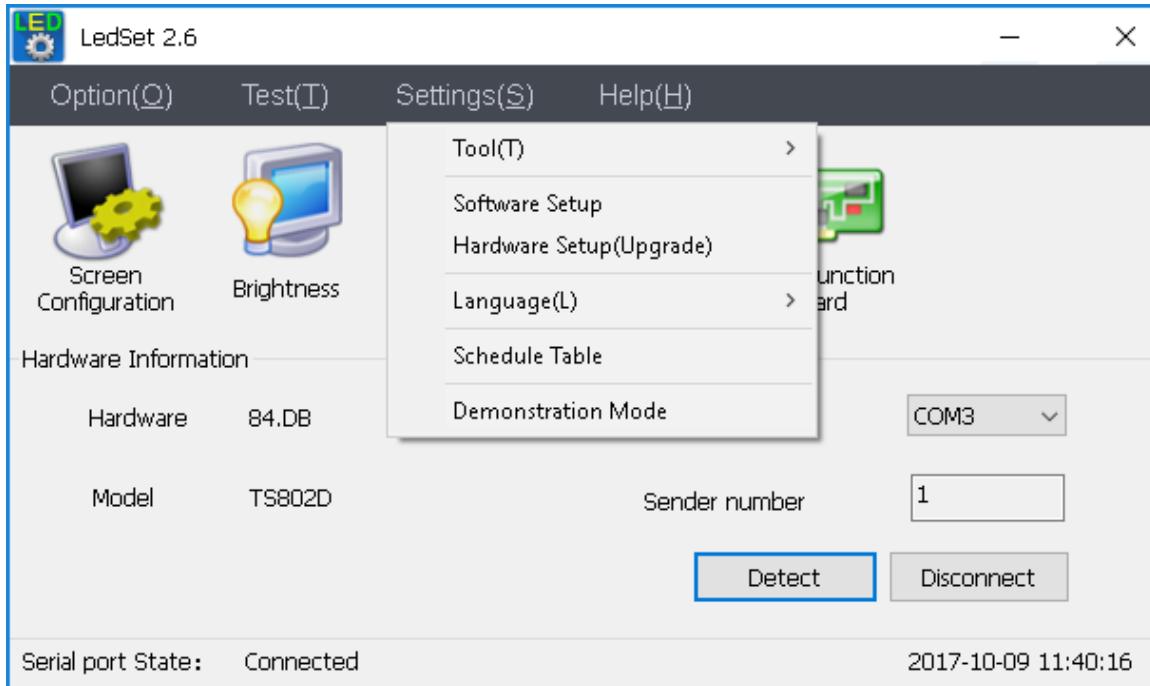 LED
LedSet 2.6
Option(O) Test(T) Settings(S) Help(H)
Tool(T)
Software Setup
Hardware Setup(Upgrade)
Language(L)
Schedule Table
Demonstration Mode
Screen
Configuration
Brightness
Hardware Information
Hardware 84.DB
COM3
Model TS802D
Sender number 1
Detect Disconnect
Serial port State: Connected 2017-10-09 11:40:16